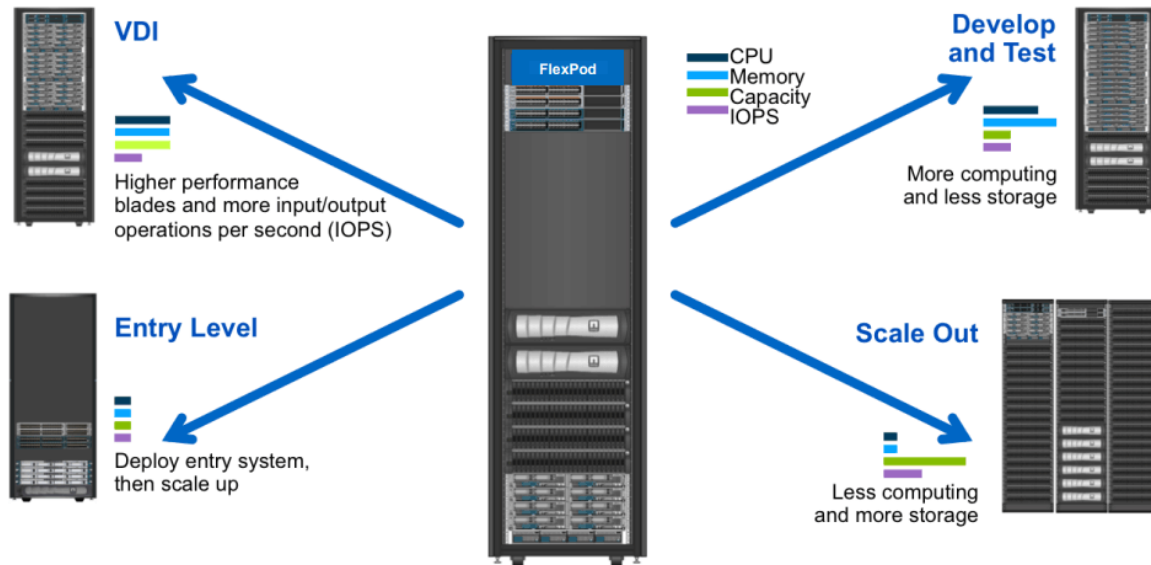 VDI
Higher performance
blades and more input/output
operations per second (IOPS)
Entry Level
Deploy entry system,
then scale up
FlexPod
CPU
Memory
Capacity
IOPS
Develop
and Test
More computing
and less storage
Scale Out
Less computing
and more storage